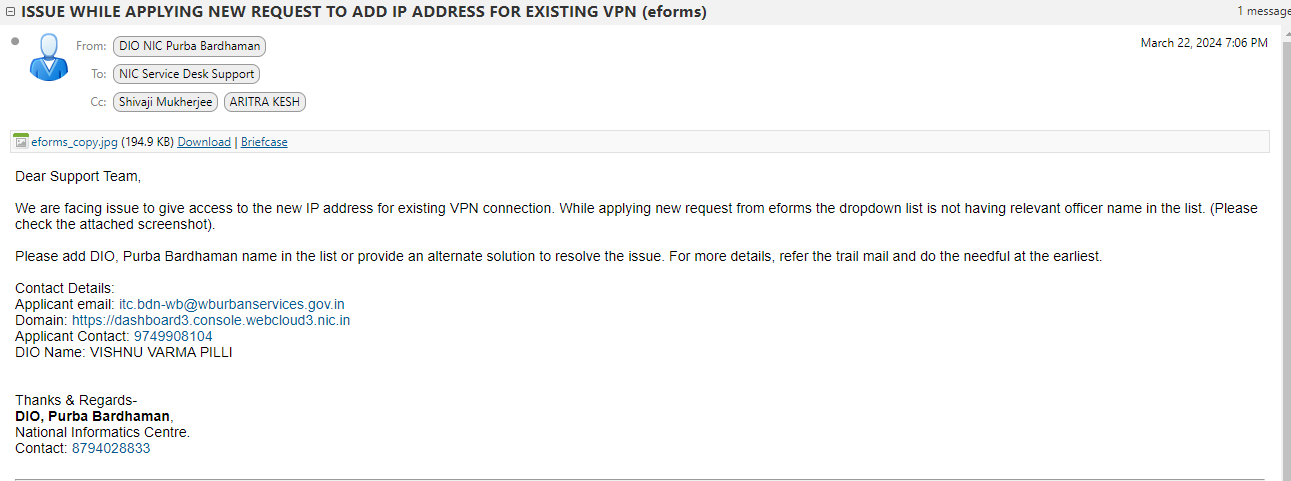 ISSUE WHILE APPLYING NEW REQUEST TO ADD IP ADDRESS FOR EXISTING VPN (eforms)
1 message
From: DIO NIC Purba Bardhaman
March 22, 2024 7:06 PM
To: NIC Service Desk Support
Cc: Shivaji Mukherjee ARITRA KESH
eforms_copy.jpg (194.9 KB) Download | Briefcase
Dear Support Team,
We are facing issue to give access to the new IP address for existing VPN connection. While applying new request from eforms the dropdown list is not having relevant officer name in the list. (Please
check the attached screenshot).
Please add DIO, Purba Bardhaman name in the list or provide an alternate solution to resolve the issue. For more details, refer the trail mail and do the needful at the earliest.
Contact Details:
Applicant email: itc.bdn-wb@wburbanservices.gov.in
Domain: https://dashboard3.console.webcloud3.nic.in
Applicant Contact: 9749908104
DIO Name: VISHNU VARMA PILLI
Thanks & Regards-
DIO, Purba Bardhaman,
National Informatics Centre.
Contact: 8794028833